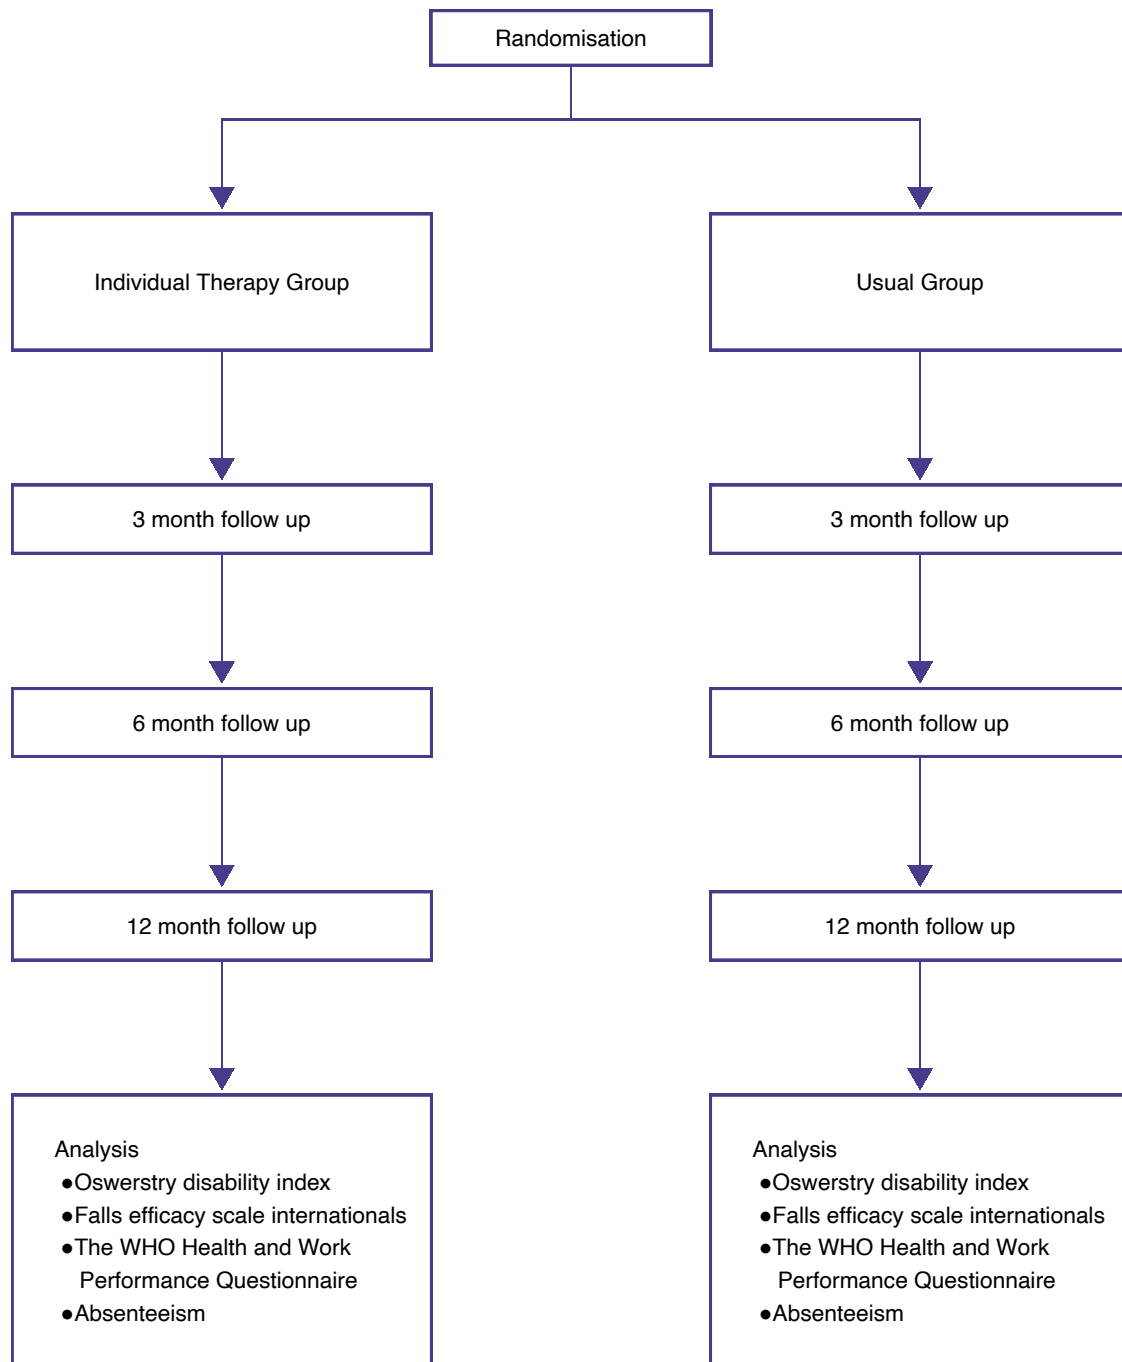 Randomisation
Individual Therapy Group
Usual Group
3 month follow up
3 month follow up
6 month follow up
6 month follow up
12 month follow up
12 month follow up
Analysis
●Oswerstry disability index
●Falls efficacy scale internationals
●The WHO Health and Work
Performance Questionnaire
●Absenteeism
Analysis
●Oswerstry disability index
●Falls efficacy scale internationals
●The WHO Health and Work
Performance Questionnaire
●Absenteeism